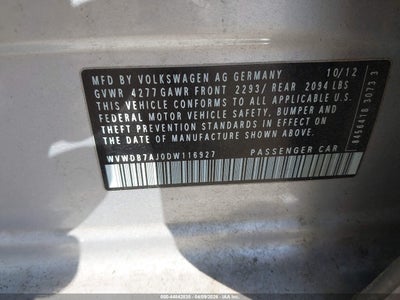 MFD BY VOLKSWAGEN AG GERMANY 10/12
GVWR 4277 GAWR FRONT 2293/ REAR 2094 LBS
THIS VEHICLE CONFORMS TO ALL APPLICABLE
FEDERAL MOTOR VEHICLE SAFETY, BUMPER AND
THEFT PREVENTION STANDARDS IN EFFECT ON
THE DATE OF MANUFACTURE SHOWN ABOVE
WVWDB7AJ0DW116927 PASSENGER CAR